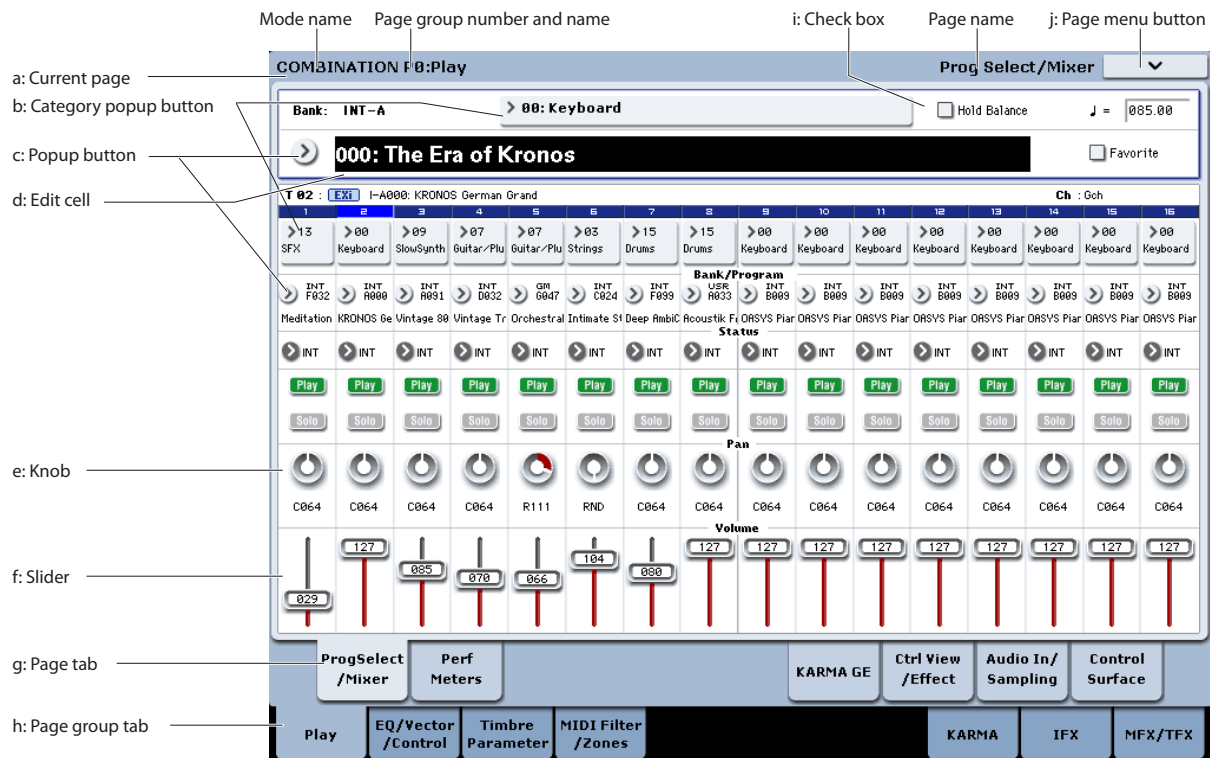 Mode name Page group number and name i: Check box Page name j: Page menu button
COMBINATION P0:Play Prog Select/Mixer
a: Current page
b: Category popup button
Bank: INT-A 00: Keyboard Hold Balance ♩ = 085.00
c: Popup button
000: The Era of Kronos Favorite
d: Edit cell
T 02 : EXi I-A000: KRONOS German Grand Ch : Gch
1 2 3 4 5 6 7 8 9 10 11 12 13 14 15 16
13 00 09 07 07 03 15 15 00 00 00 00 00 00 00 00
SFX Keyboard SlowSynth Guitar/Plu Guitar/Plu Strings Drums Drums Keyboard Keyboard Keyboard Keyboard Keyboard Keyboard Keyboard Keyboard
Bank/Program
INT INT INT INT GM INT INT USR INT INT INT INT INT INT INT INT
F032 A000 A091 D032 G047 C024 F099 A033 B009 B009 B009 B009 B009 B009 B009 B009
Meditation KRONOS Ge Vintage 80 Vintage Tr Orchestral Intimate St Deep AmbiC Acoustik Fi OASYS Piar OASYS Piar OASYS Piar OASYS Piar OASYS Piar OASYS Piar OASYS Piar OASYS Piar
Status
INT INT INT INT INT INT INT INT INT INT INT INT INT INT INT INT
Play Play Play Play Play Play Play Play Play Play Play Play Play Play Play Play
Solo Solo Solo Solo Solo Solo Solo Solo Solo Solo Solo Solo Solo Solo Solo Solo
Pan
e: Knob
C064 C064 C064 C064 R111 RND C064 C064 C064 C064 C064 C064 C064 C064 C064 C064
Volume
f: Slider
029 127 085 070 066 104 080 127 127 127 127 127 127 127 127 127
g: Page tab
ProgSelect Perf KARMA GE Ctrl View Audio In/ Control
/Mixer Meters /Effect Sampling Surface
h: Page group tab
Play EQ/Vector Timbre MIDI Filter KARMA IFX MFX/TFX
/Control Parameter /Zones